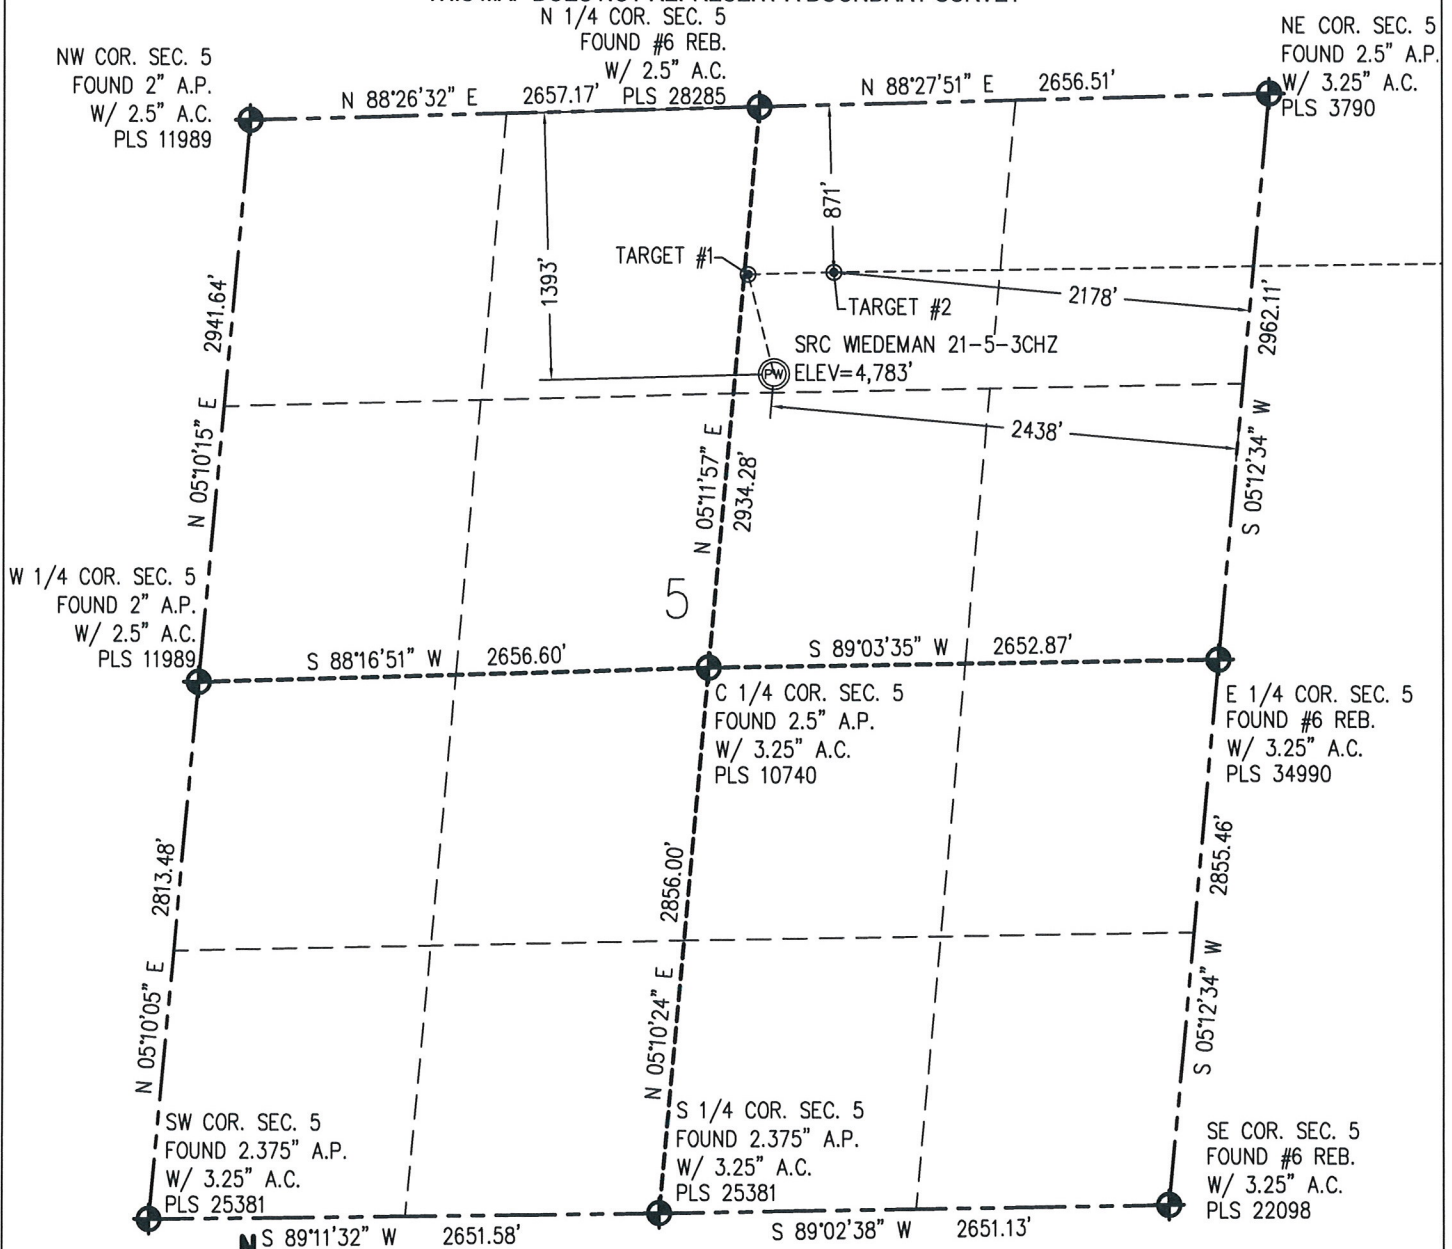 N 1/4 COR. SEC. 5
FOUND #6 REB.
W/ 2.5" A.C.
PLS 28285
NW COR. SEC. 5
FOUND 2" A.P.
W/ 2.5" A.C.
PLS 11989
NE COR. SEC. 5
FOUND 2.5" A.P.
W/ 3.25" A.C.
PLS 3790
N 88°26'32" E 2657.17'
N 88°27'51" E 2656.51'
871'
1393'
TARGET #1
TARGET #2
2178'
SRC WIEDEMAN 21-5-3CHZ
ELEV=4,783'
PW
2438'
2941.64'
N 05°10'15" E
N 05°11'57" E
2934.28'
2962.11'
S 05°12'34" W
W 1/4 COR. SEC. 5
FOUND 2" A.P.
W/ 2.5" A.C.
PLS 11989
5
S 88°16'51" W 2656.60'
S 89°03'35" W 2652.87'
C 1/4 COR. SEC. 5
FOUND 2.5" A.P.
W/ 3.25" A.C.
PLS 10740
E 1/4 COR. SEC. 5
FOUND #6 REB.
W/ 3.25" A.C.
PLS 34990
2813.48'
N 05°10'05" E
2856.00'
N 05°10'24" E
2855.46'
S 05°12'34" W
SW COR. SEC. 5
FOUND 2.375" A.P.
W/ 3.25" A.C.
PLS 25381
S 1/4 COR. SEC. 5
FOUND 2.375" A.P.
W/ 3.25" A.C.
PLS 25381
SE COR. SEC. 5
FOUND #6 REB.
W/ 3.25" A.C.
PLS 22098
N
S 89°11'32" W 2651.58'
S 89°02'38" W 2651.13'